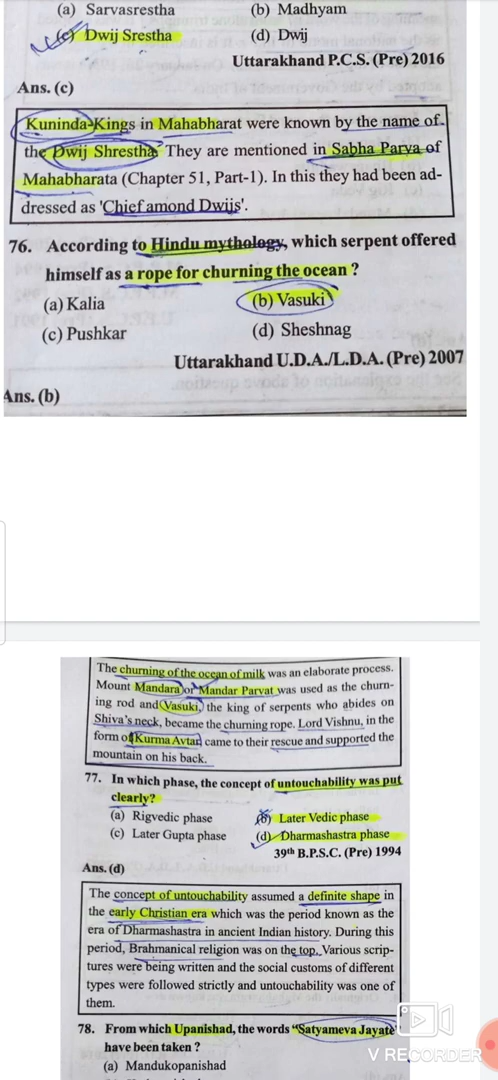 (a) Sarvasrestha (b) Madhyam
(c) Dwij Srestha (d) Dwij
Uttarakhand P.C.S. (Pre) 2016
Ans. (c)
Kuninda-Kings in Mahabharat were known by the name of
the Dwij Shrestha. They are mentioned in Sabha Parva of
Mahabharata (Chapter 51, Part-1). In this they had been ad-
dressed as 'Chief amond Dwijs'.
76. According to Hindu mythology, which serpent offered
himself as a rope for churning the ocean ?
(a) Kalia (b) Vasuki
(c) Pushkar (d) Sheshnag
Uttarakhand U.D.A./L.D.A. (Pre) 2007
Ans. (b)
The churning of the ocean of milk was an elaborate process.
Mount Mandara or Mandar Parvat was used as the churn-
ing rod and Vasuki, the king of serpents who abides on
Shiva's neck, became the churning rope. Lord Vishnu, in the
form of Kurma Avtar, came to their rescue and supported the
mountain on his back.
77. In which phase, the concept of untouchability was put
clearly?
(a) Rigvedic phase (b) Later Vedic phase
(c) Later Gupta phase (d) Dharmashastra phase
39th B.P.S.C. (Pre) 1994
Ans. (d)
The concept of untouchability assumed a definite shape in
the early Christian era which was the period known as the
era of Dharmashastra in ancient Indian history. During this
period, Brahmanical religion was on the top. Various scrip-
tures were being written and the social customs of different
types were followed strictly and untouchability was one of
them.
78. From which Upanishad, the words "Satyameva Jayate"
have been taken ?
(a) Mandukopanishad
V RECORDER